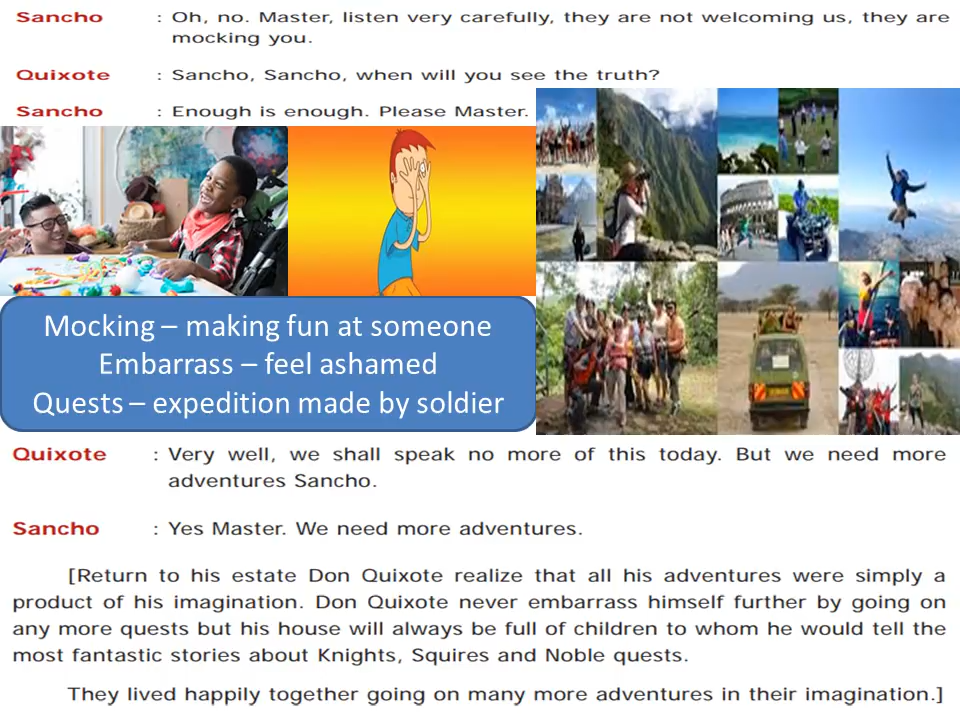 Sancho : Oh, no. Master, listen very carefully, they are not welcoming us, they are
mocking you.
Quixote : Sancho, Sancho, when will you see the truth?
Sancho : Enough is enough. Please Master.
Mocking – making fun at someone
Embarrass – feel ashamed
Quests – expedition made by soldier
Quixote : Very well, we shall speak no more of this today. But we need more
adventures Sancho.
Sancho : Yes Master. We need more adventures.
[Return to his estate Don Quixote realize that all his adventures were simply a
product of his imagination. Don Quixote never embarrass himself further by going on
any more quests but his house will always be full of children to whom he would tell the
most fantastic stories about Knights, Squires and Noble quests.
They lived happily together going on many more adventures in their imagination.]